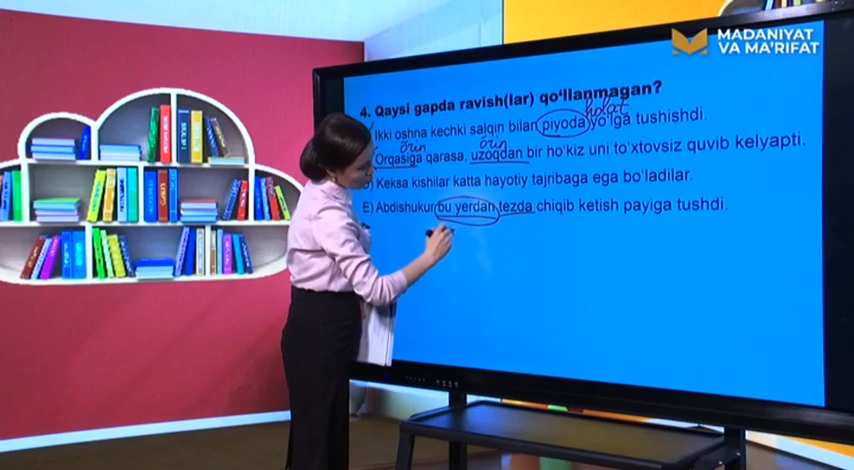 MADANIYAT
VA MA'RIFAT
4. Qaysi gapda ravish(lar) qo'llanmagan?
holat
Ikki oshna kechki salqin bilan piyoda yo'lga tushishdi.
o'rin o'rin
Orqasiga qarasa, uzoqdan bir ho'kiz uni to'xtovsiz quvib kelyapti.
D) Keksa kishilar katta hayotiy tajribaga ega bo'ladilar.
E) Abdishukur bu yerdan tezda chiqib ketish payiga tushdi.